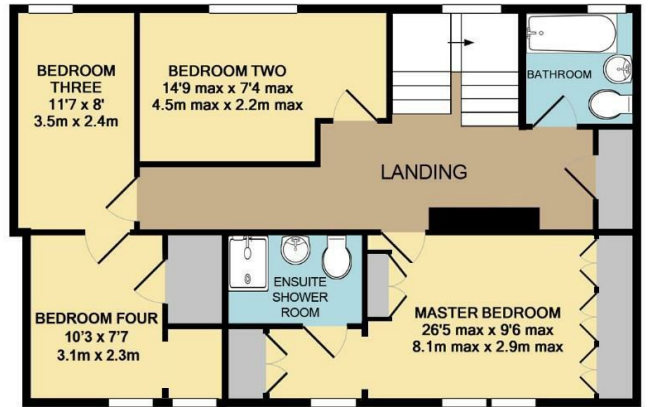 BEDROOM
THREE
11'7 x 8'
3.5m x 2.4m
BEDROOM TWO
14'9 max x 7'4 max
4.5m max x 2.2m max
BATHROOM
LANDING
BEDROOM FOUR
10'3 x 7'7
3.1m x 2.3m
ENSUITE
SHOWER
ROOM
MASTER BEDROOM
26'5 max x 9'6 max
8.1m max x 2.9m max